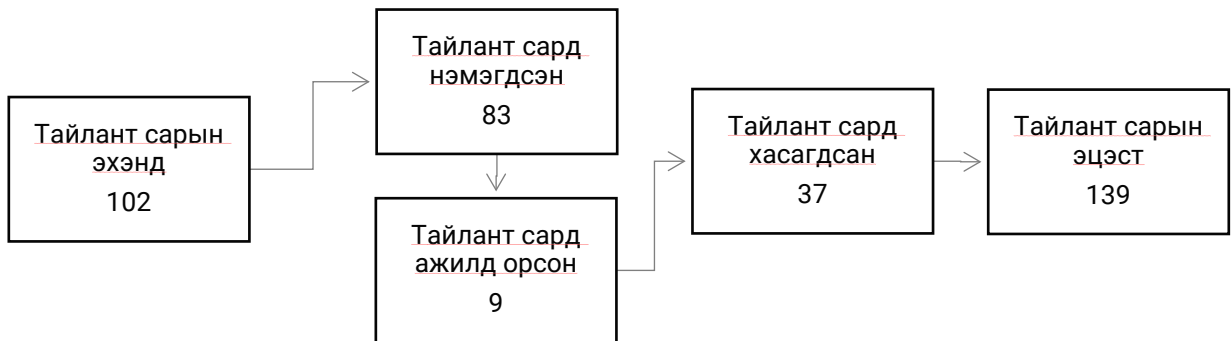 Тайлант сарын
эхэнд
102
Тайлант сард
нэмэгдсэн
83
Тайлант сард
ажилд орсон
9
Тайлант сард
хасагдсан
37
Тайлант сарын
эцэст
139